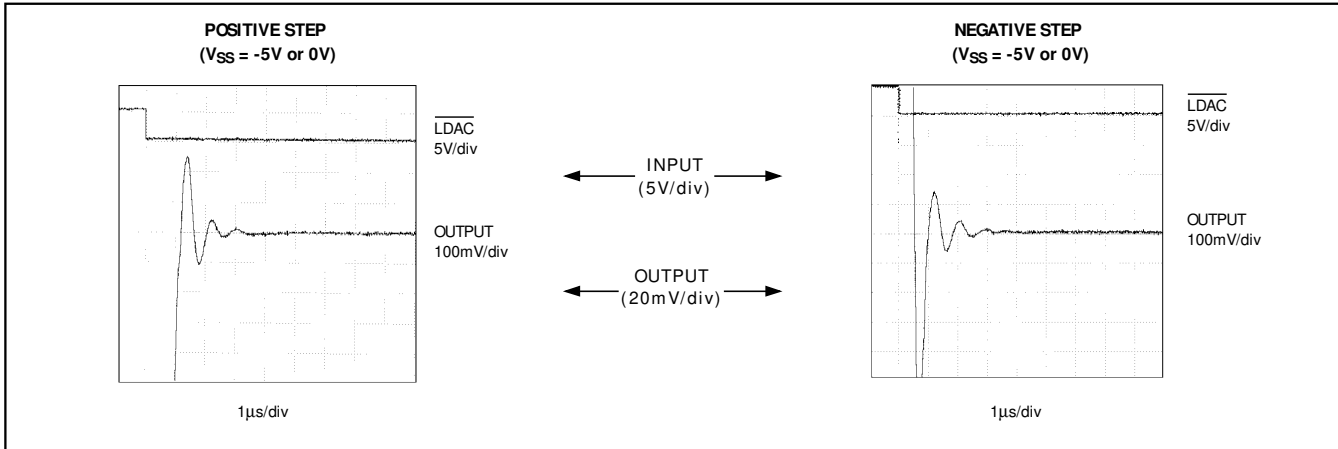 POSITIVE STEP
(VSS = -5V or 0V)
LDAC
5V/div
OUTPUT
100mV/div
1µs/div
INPUT
(5V/div)
OUTPUT
(20mV/div)
NEGATIVE STEP
(VSS = -5V or 0V)
LDAC
5V/div
OUTPUT
100mV/div
1µs/div